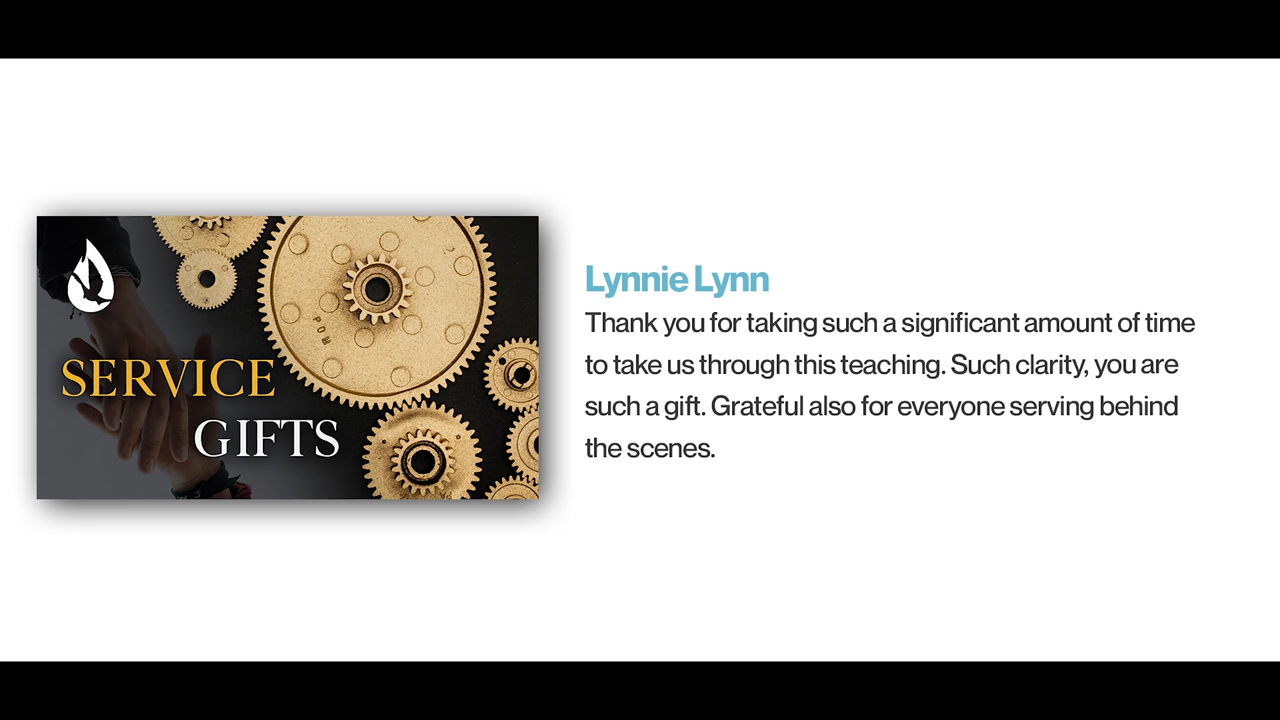 SERVICE
GIFTS
POM
Lynnie Lynn
Thank you for taking such a significant amount of time
to take us through this teaching. Such clarity, you are
such a gift. Grateful also for everyone serving behind
the scenes.